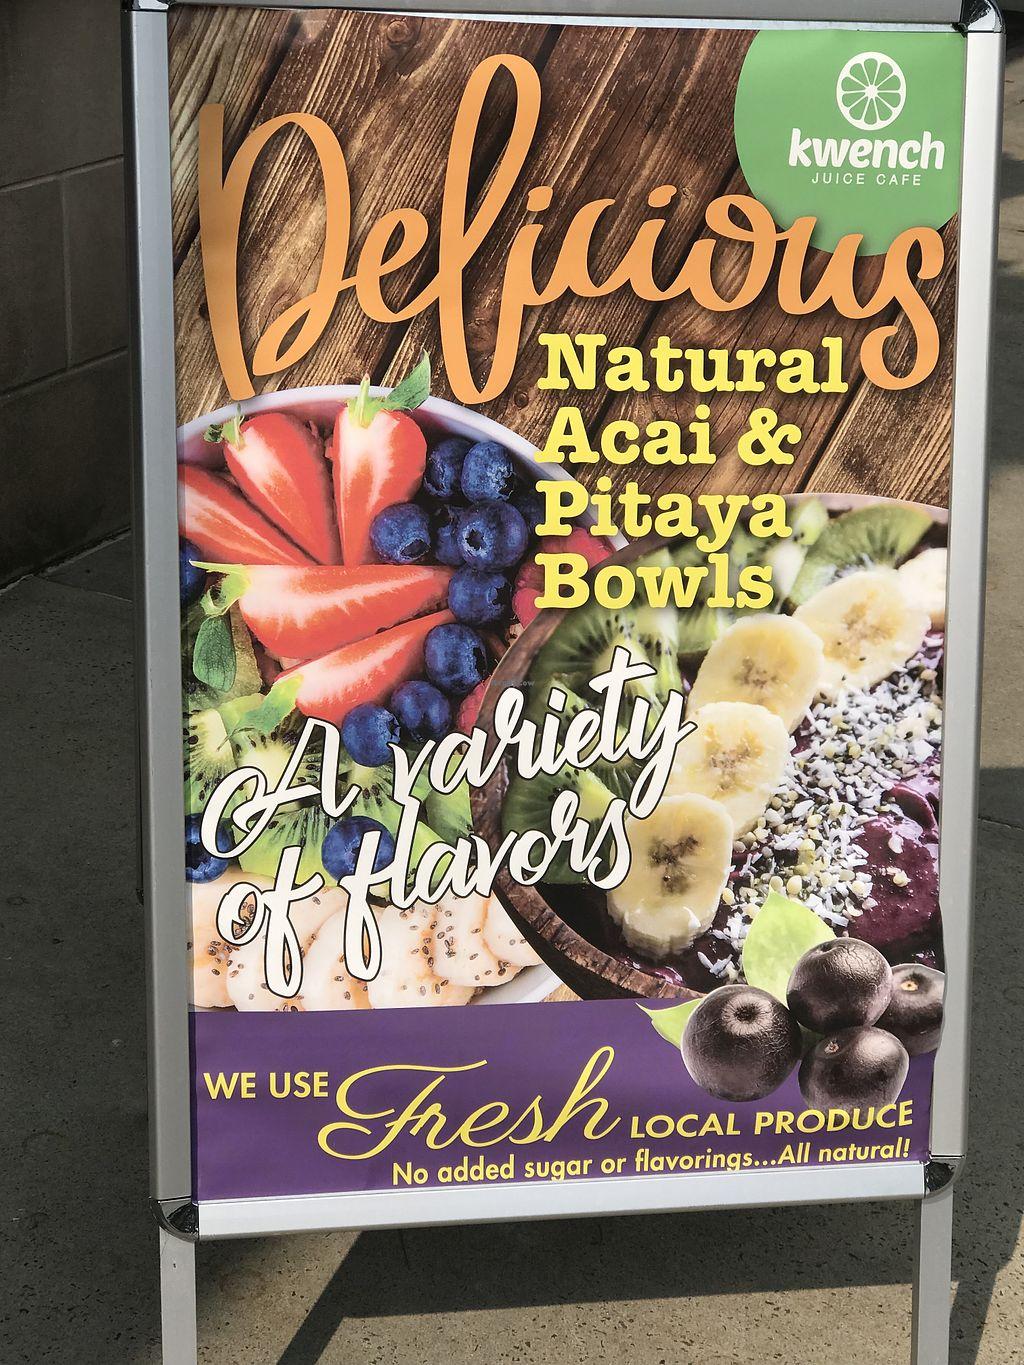 kwench
JUICE CAFE
Delicious
Natural
Acai &
Pitaya
Bowls
A variety
of flavors
WE USE Fresh LOCAL PRODUCE
No added sugar or flavorings...All natural!